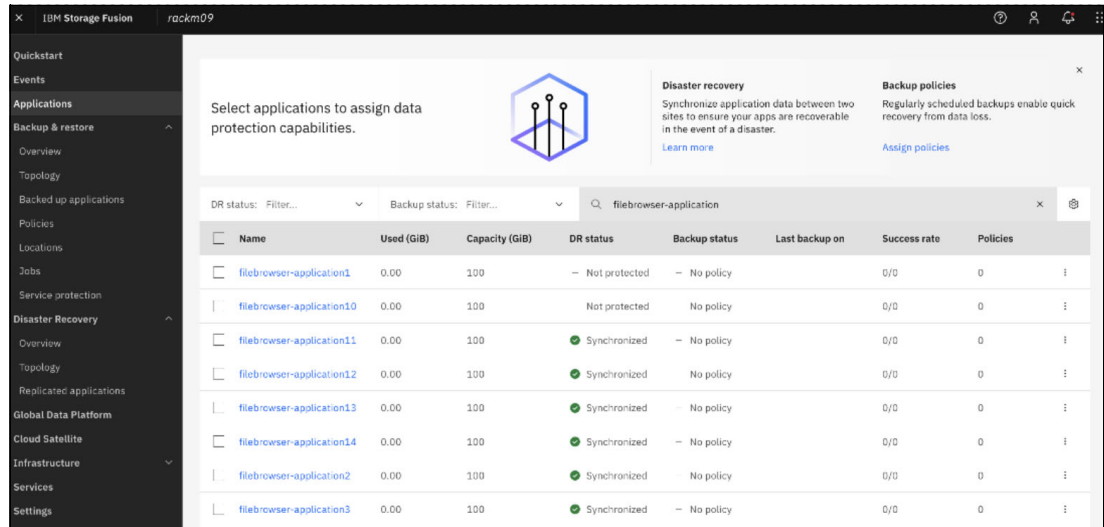 IBM Storage Fusion rackm09
Quickstart
Events
Applications
Backup & restore
Overview
Topology
Backed up applications
Policies
Locations
Jobs
Service protection
Disaster Recovery
Overview
Topology
Replicated applications
Global Data Platform
Cloud Satellite
Infrastructure
Services
Settings
Select applications to assign data
protection capabilities.
Disaster recovery
Synchronize application data between two
sites to ensure your apps are recoverable
in the event of a disaster.
Learn more
Backup policies
Regularly scheduled backups enable quick
recovery from data loss.
Assign policies
DR status: Filter... Backup status: Filter... filebrowser-application
Name Used (GiB) Capacity (GiB) DR status Backup status Last backup on Success rate Policies
filebrowser-application1 0.00 100 – Not protected – No policy 0/0 0
filebrowser-application10 0.00 100 Not protected No policy 0/0 0
filebrowser-application11 0.00 100 Synchronized – No policy 0/0 0
filebrowser-application12 0.00 100 Synchronized No policy 0/0 0
filebrowser-application13 0.00 100 Synchronized – No policy 0/0 0
filebrowser-application14 0.00 100 Synchronized – No policy 0/0 0
filebrowser-application2 0.00 100 Synchronized No policy 0/0 0
filebrowser-application3 0.00 100 Synchronized – No policy 0/0 0